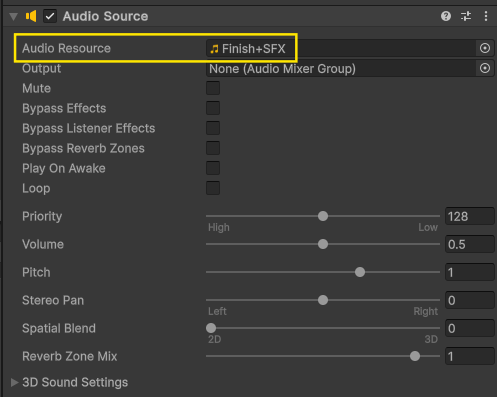 Audio Source
Audio Resource Finish+SFX
Output None (Audio Mixer Group)
Mute
Bypass Effects
Bypass Listener Effects
Bypass Reverb Zones
Play On Awake
Loop
Priority 128
High Low
Volume 0.5
Pitch 1
Stereo Pan 0
Left Right
Spatial Blend 0
2D 3D
Reverb Zone Mix 1
3D Sound Settings